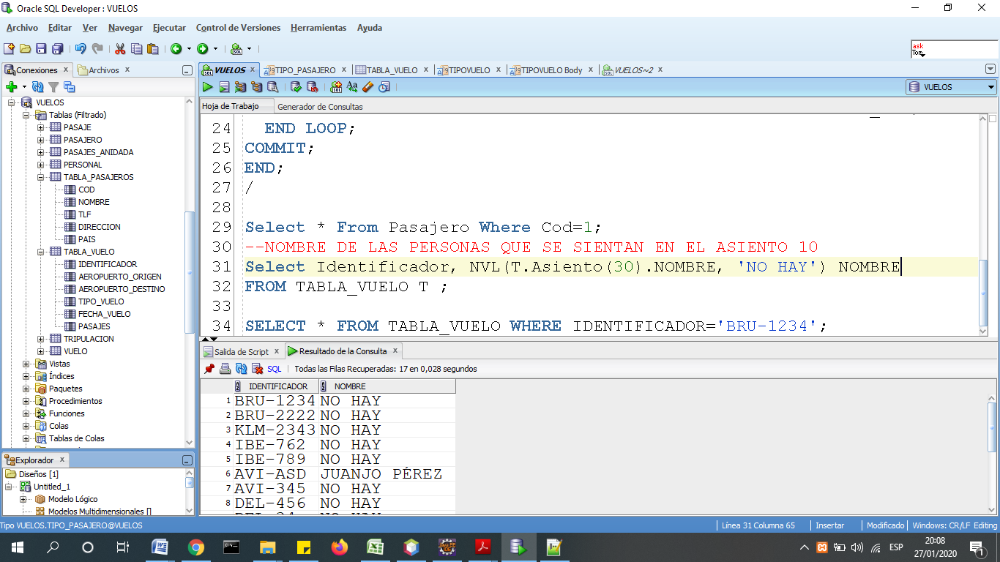 Oracle SQL Developer : VUELOS
Archivo Editar Ver Navegar Ejecutar Control de Versiones Herramientas Ayuda
SQL
ask
Tom
Conexiones x Archivos x
VUELOS x TIPO_PASAJERO x TABLA_VUELO x TIPOVUELO x TIPOVUELO Body x VUELOS~2 x
VUELOS
Hoja de Trabajo Generador de Consultas
VUELOS
Tablas (Filtrado)
PASAJE
PASAJERO
PASAJES_ANIDADA
PERSONAL
TABLA_PASAJEROS
COD
NOMBRE
TLF
DIRECCION
PAIS
TABLA_VUELO
IDENTIFICADOR
AEROPUERTO_ORIGEN
AEROPUERTO_DESTINO
TIPO_VUELO
FECHA_VUELO
PASAJES
TRIPULACION
VUELO
Vistas
Índices
Paquetes
Procedimientos
Funciones
Colas
Tablas de Colas
24 END LOOP;
25 COMMIT;
26 END;
27 /
28
29 Select * From Pasajero Where Cod=1;
30 --NOMBRE DE LAS PERSONAS QUE SE SIENTAN EN EL ASIENTO 10
31 Select Identificador, NVL(T.Asiento(30).NOMBRE, 'NO HAY') NOMBRE
32 FROM TABLA_VUELO T ;
33
34 SELECT * FROM TABLA_VUELO WHERE IDENTIFICADOR='BRU-1234';
Salida de Script x Resultado de la Consulta x
SQL | Todas las Filas Recuperadas: 17 en 0,028 segundos
IDENTIFICADOR NOMBRE
1 BRU-1234 NO HAY
2 BRU-2222 NO HAY
3 KLM-2343 NO HAY
4 IBE-762 NO HAY
5 IBE-789 NO HAY
6 AVI-ASD JUANJO PÉREZ
7 AVI-345 NO HAY
8 DEL-456 NO HAY
Explorador x
Diseños [1]
Untitled_1
Modelo Lógico
Modelos Multidimensionales []
Tipo VUELOS.TIPO_PASAJERO@VUELOS
Línea 31 Columna 65 Insertar Modificado Windows: CR/LF Editing
ESP
20:08
27/01/2020
1